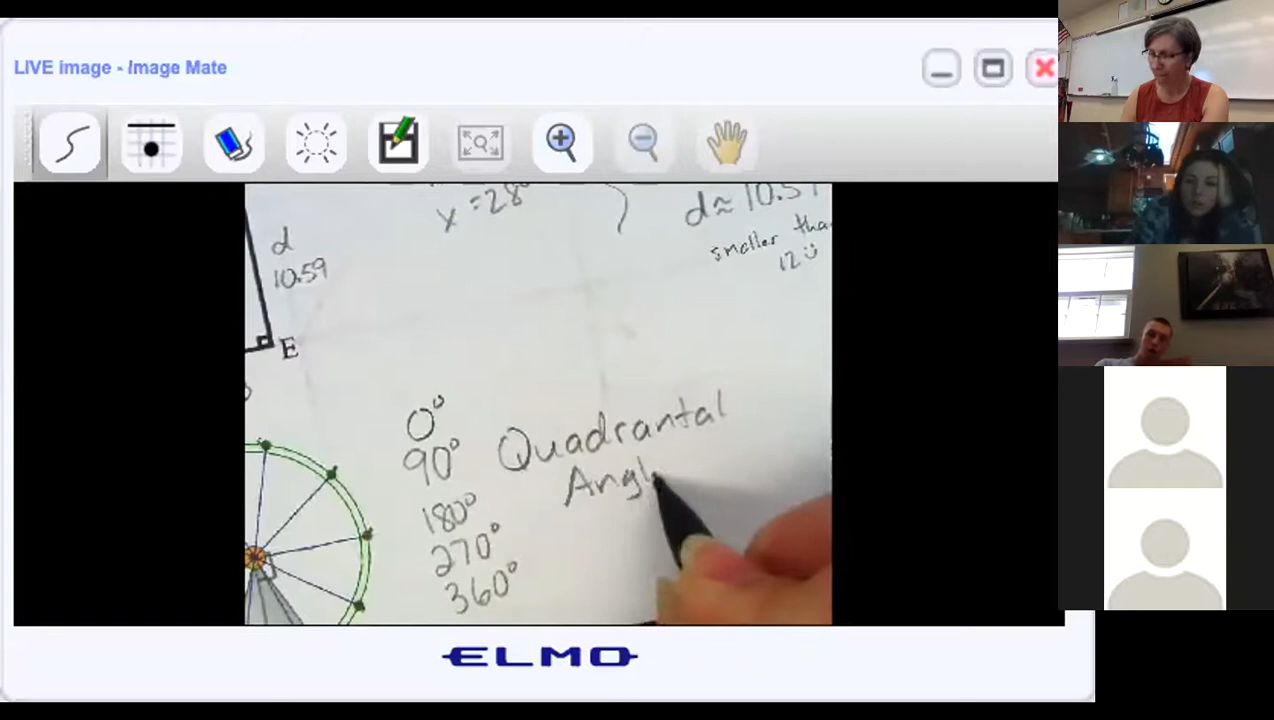 LIVE image - Image Mate
x = 28°
d ≈ 10.59
smaller than
12
d
10.59
E
0°
90°
180°
270°
360°
Quadrantal
Angl
ELMO